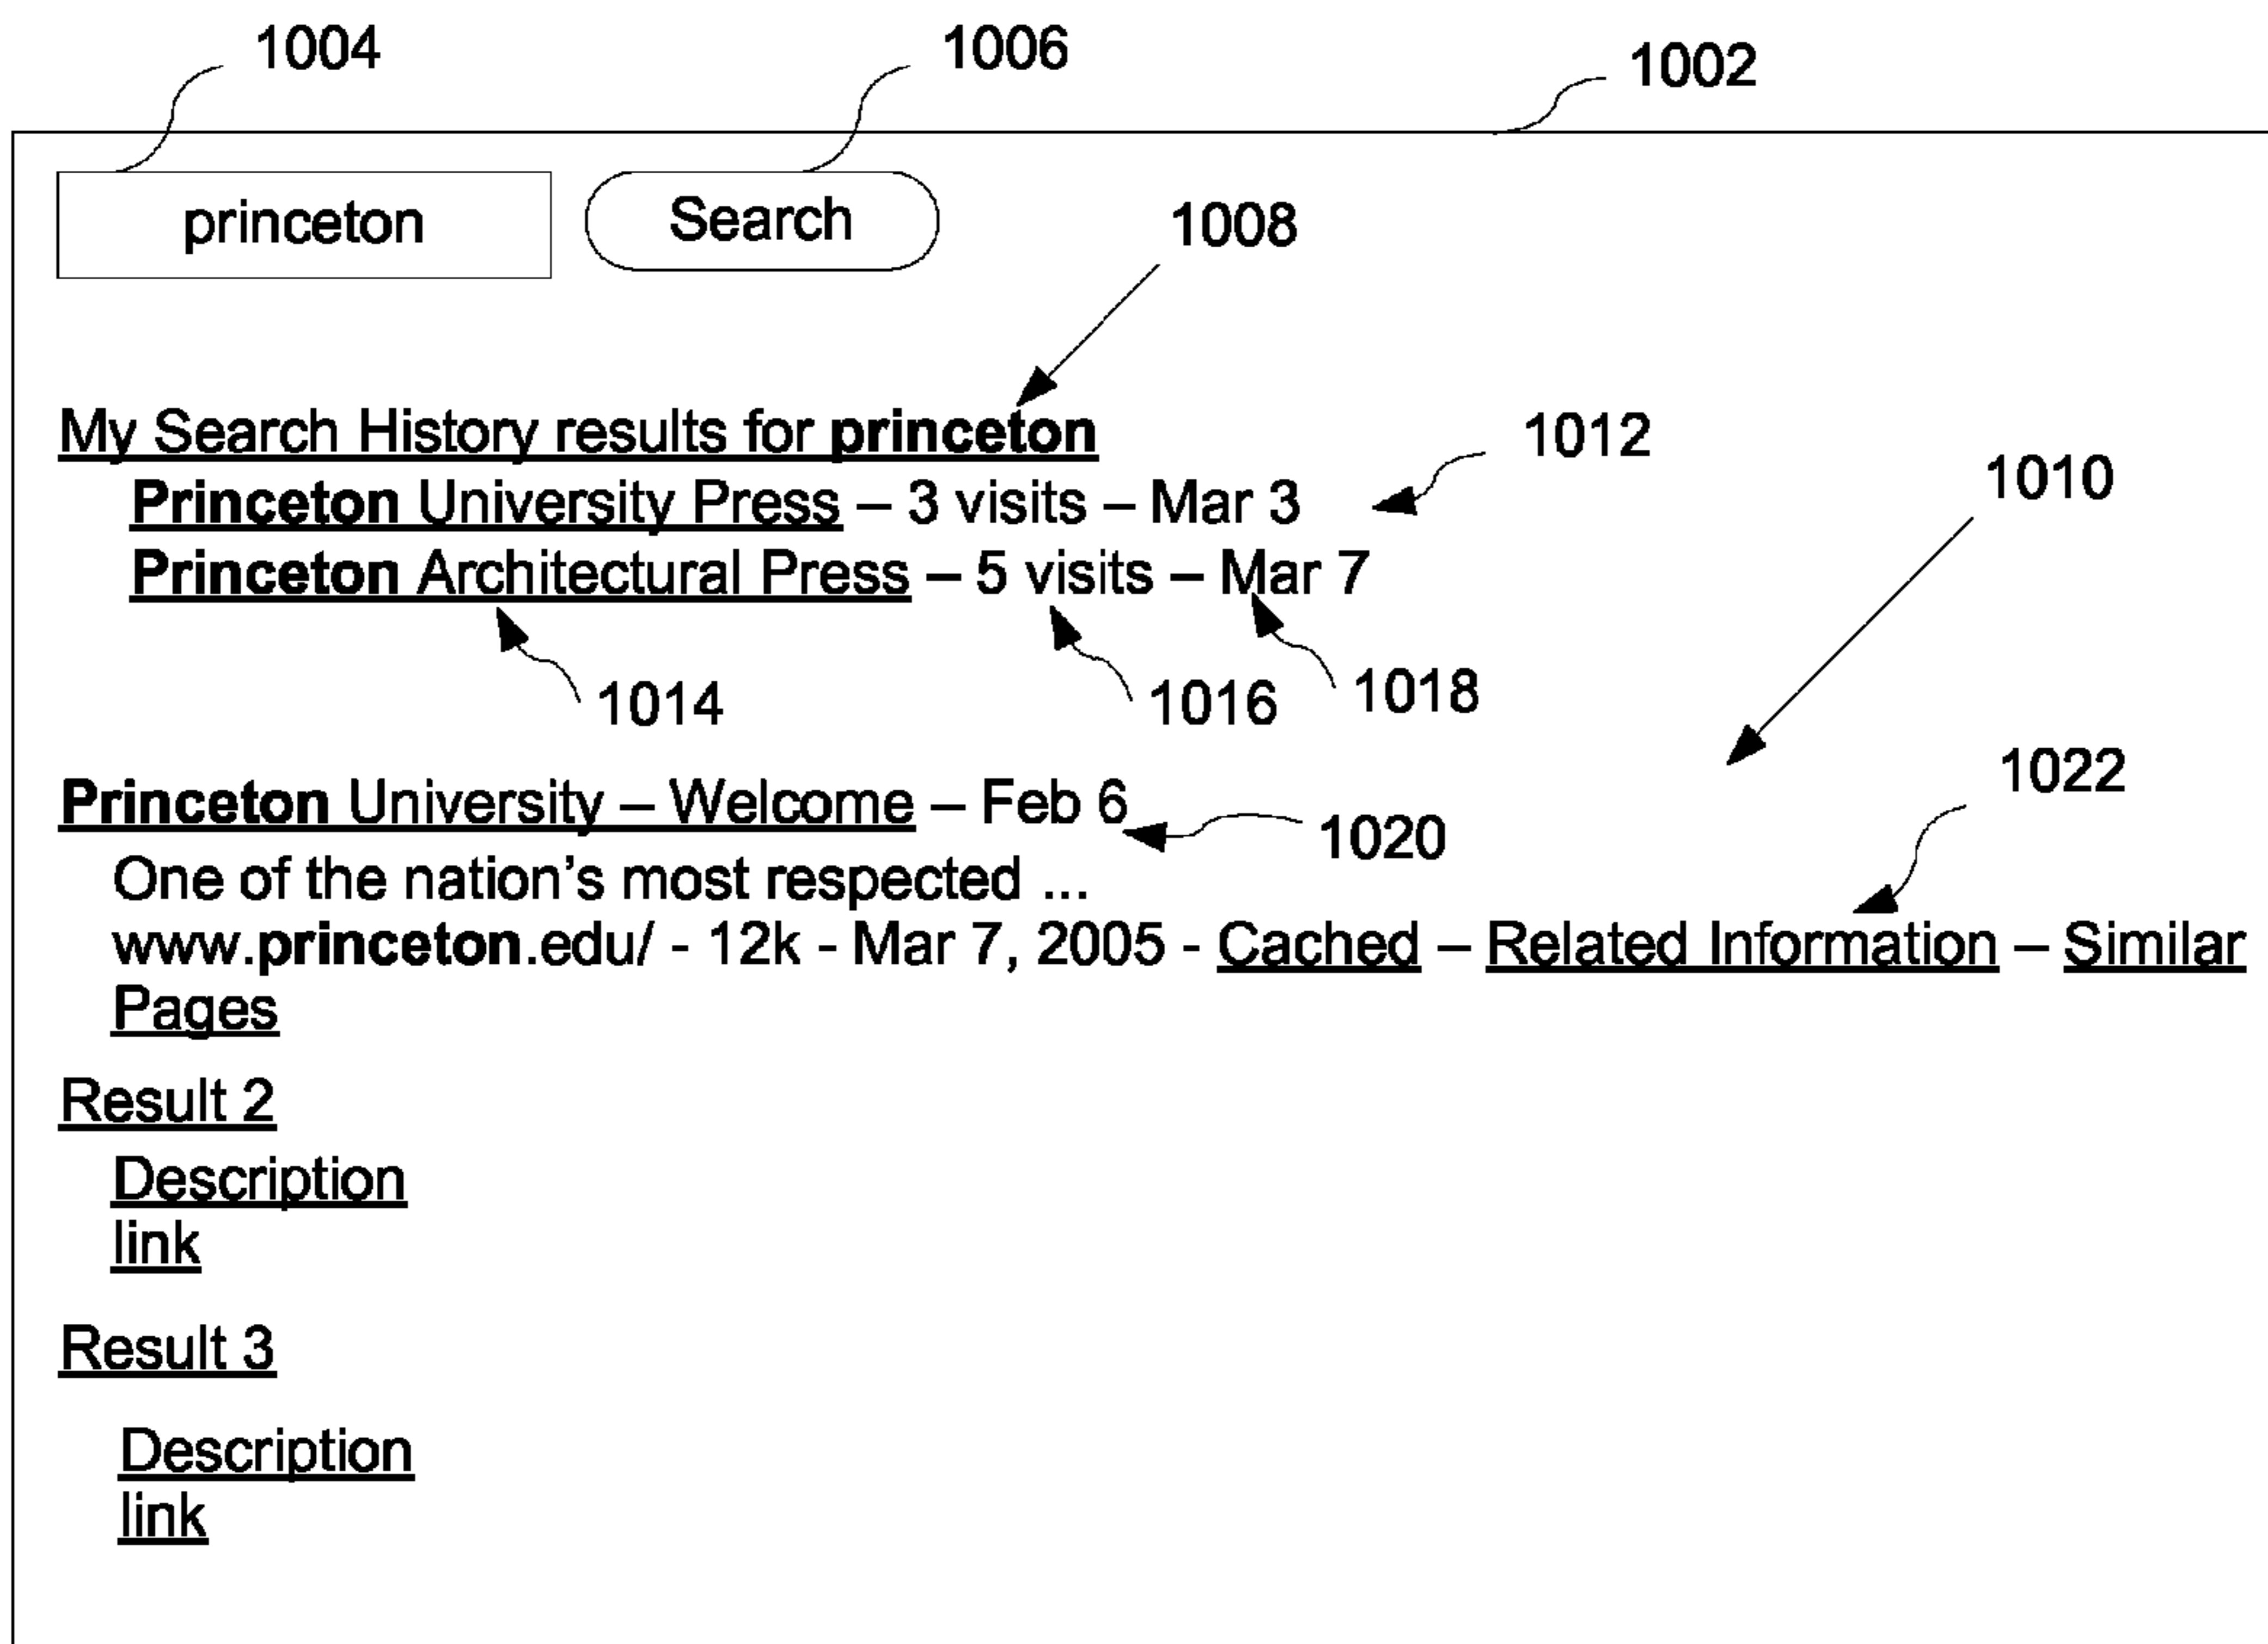 1004 1006 1002
princeton Search 1008
My Search History results for princeton 1012
Princeton University Press – 3 visits – Mar 3 1010
Princeton Architectural Press – 5 visits – Mar 7
1014 1016 1018
1022
Princeton University – Welcome – Feb 6 1020
One of the nation's most respected ...
www.princeton.edu/ - 12k - Mar 7, 2005 - Cached – Related Information – Similar
Pages
Result 2
Description
link
Result 3
Description
link